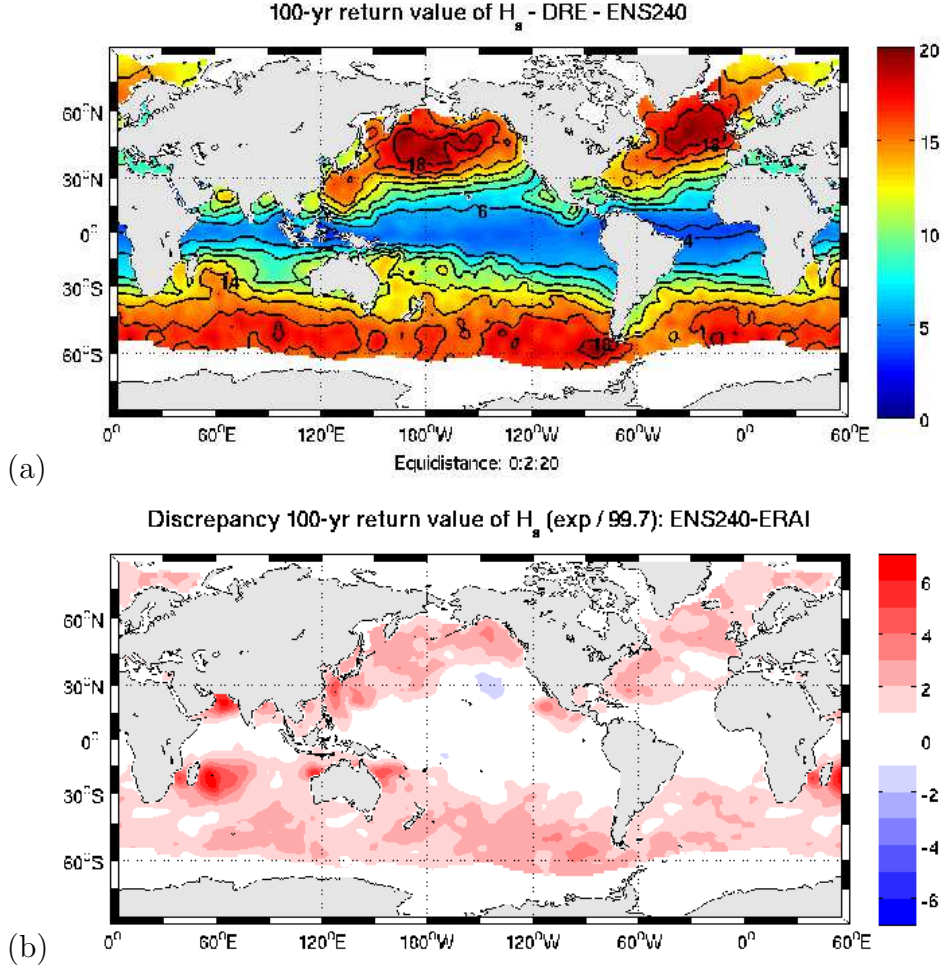 100-yr return value of Hₛ - DRE - ENS240
20
15
10
5
0
60°N
30°N
0°
30°S
60°S
18
18
6
4
14
18
0° 60°E 120°E 180°W 120°W 60°W 0° 60°E
Equidistance: 0:2:20
(a)
Discrepancy 100-yr return value of Hₛ (exp / 99.7): ENS240-ERAI
6
4
2
0
-2
-4
-6
60°N
30°N
0°
30°S
60°S
0° 60°E 120°E 180°W 120°W 60°W 0° 60°E
(b)